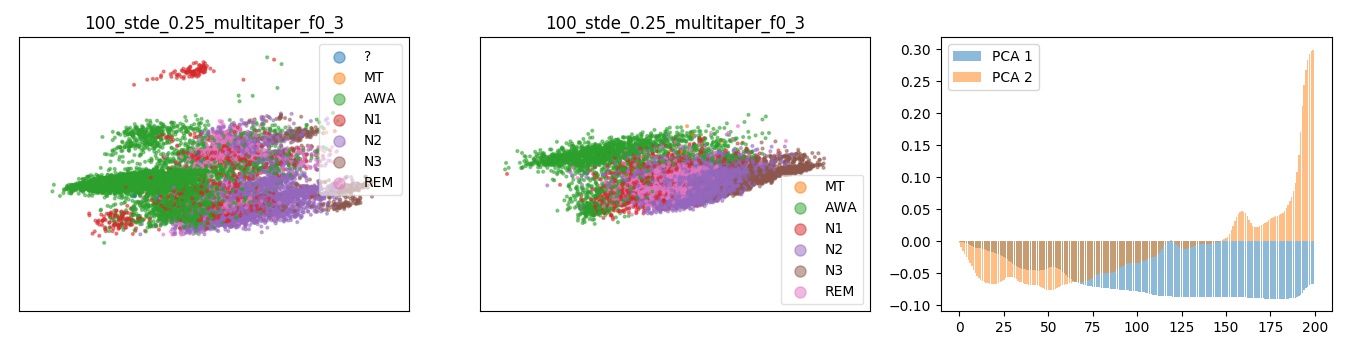 100_stde_0.25_multitaper_f0_3
?
MT
AWA
N1
N2
N3
REM
100_stde_0.25_multitaper_f0_3
MT
AWA
N1
N2
N3
REM
PCA 1
PCA 2
0.30
0.25
0.20
0.15
0.10
0.05
0.00
−0.05
−0.10
0 25 50 75 100 125 150 175 200